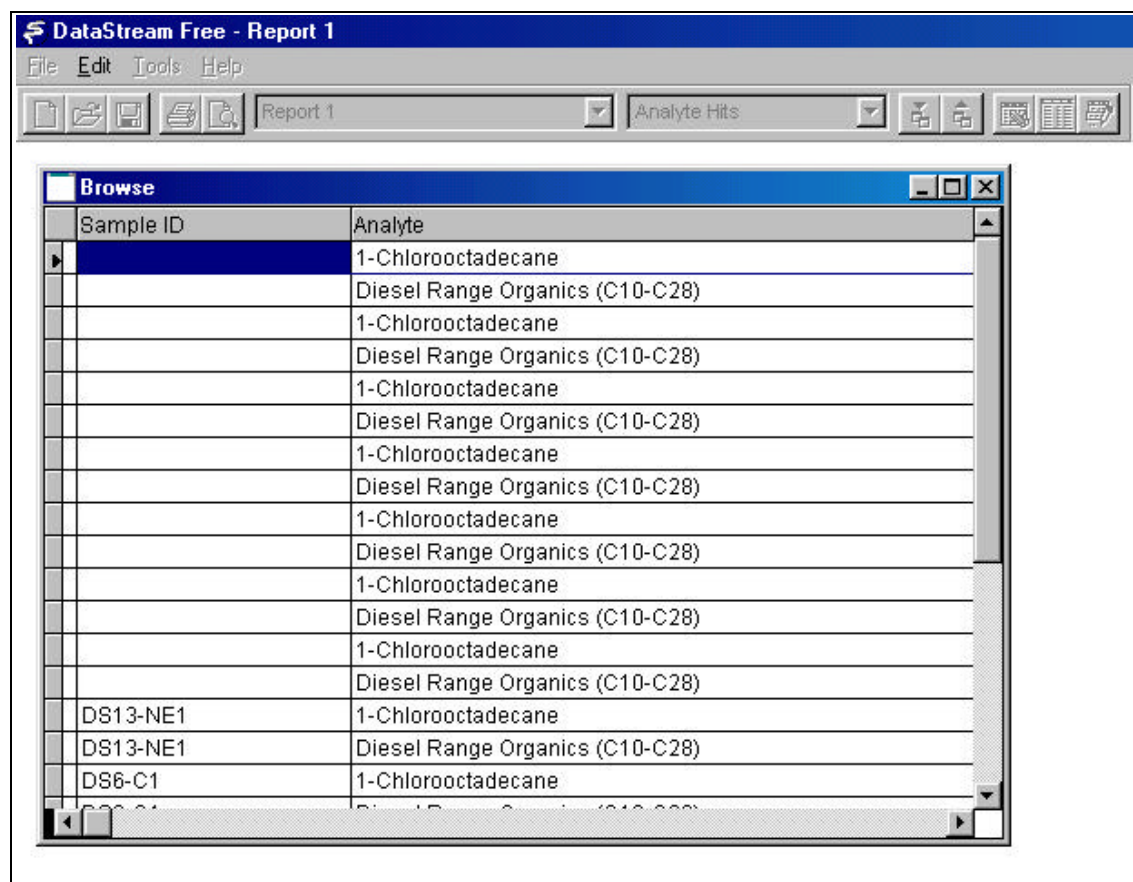 DataStream Free - Report 1
File Edit Tools Help
Report 1 Analyte Hits
Browse
Sample ID Analyte
1-Chlorooctadecane
Diesel Range Organics (C10-C28)
1-Chlorooctadecane
Diesel Range Organics (C10-C28)
1-Chlorooctadecane
Diesel Range Organics (C10-C28)
1-Chlorooctadecane
Diesel Range Organics (C10-C28)
1-Chlorooctadecane
Diesel Range Organics (C10-C28)
1-Chlorooctadecane
Diesel Range Organics (C10-C28)
1-Chlorooctadecane
Diesel Range Organics (C10-C28)
DS13-NE1 1-Chlorooctadecane
DS13-NE1 Diesel Range Organics (C10-C28)
DS6-C1 1-Chlorooctadecane